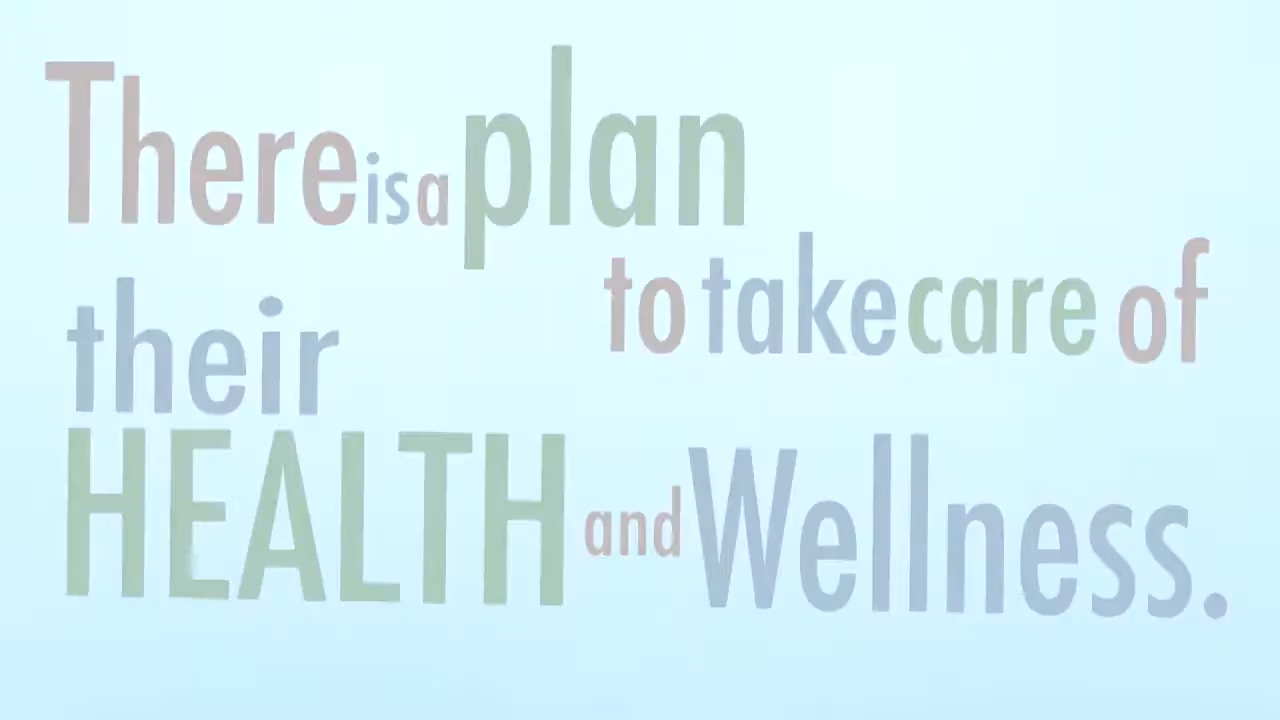 There is a plan
to take care of
their
HEALTH and Wellness.